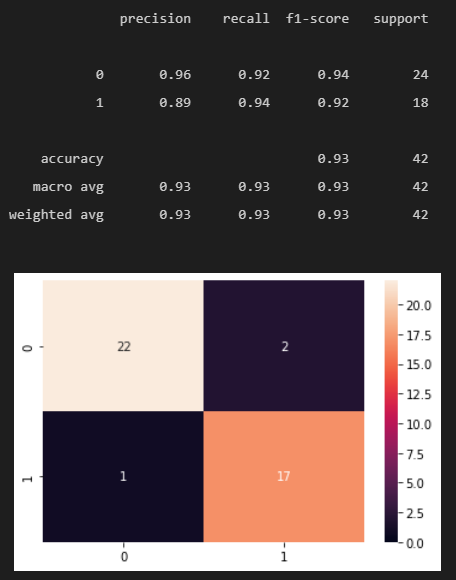 precision recall f1-score support
0 0.96 0.92 0.94 24
1 0.89 0.94 0.92 18
accuracy 0.93 42
macro avg 0.93 0.93 0.93 42
weighted avg 0.93 0.93 0.93 42
20.0
17.5
15.0
12.5
10.0
7.5
5.0
2.5
0.0
0 22 2
1 1 17
0 1